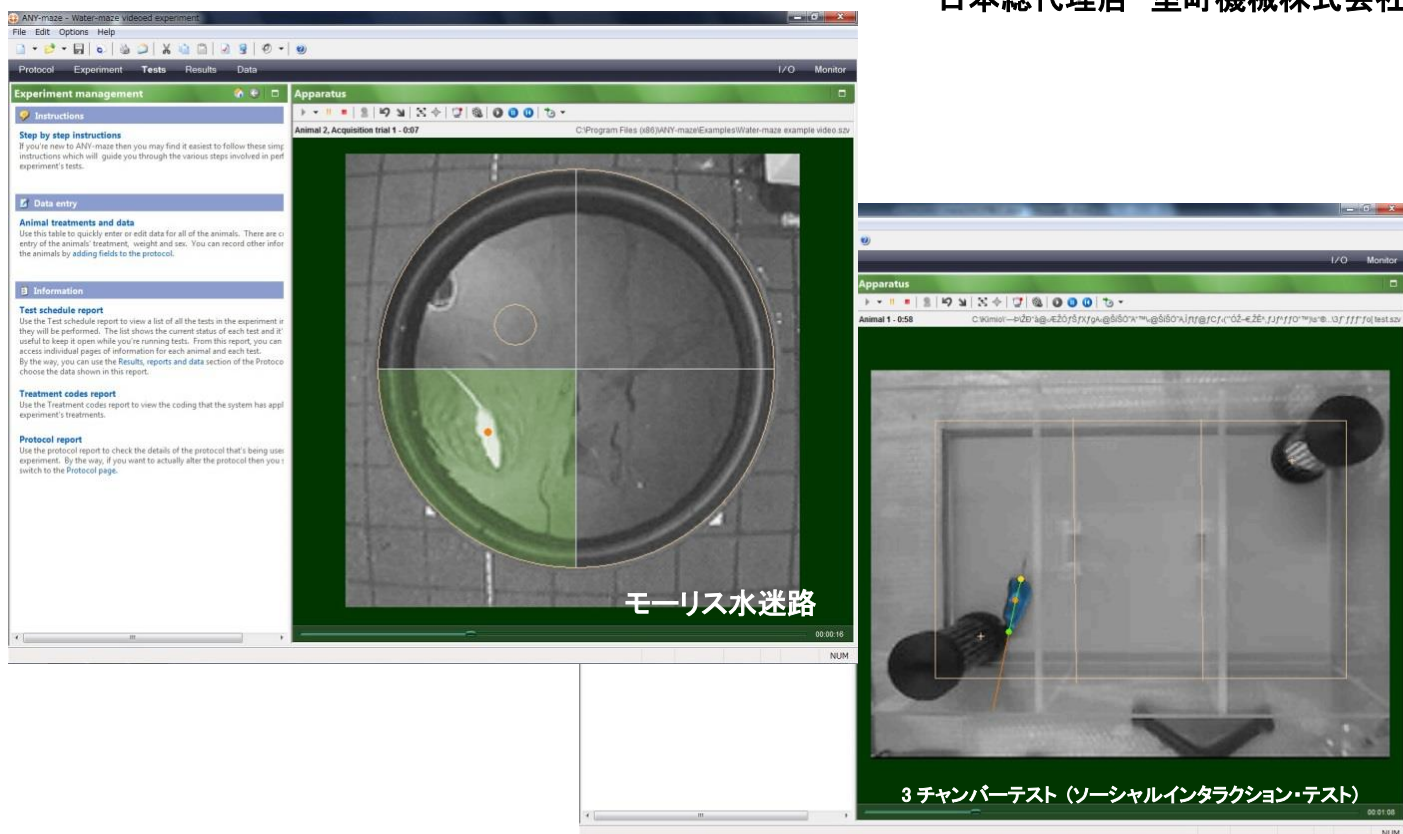 日本総代理店 室町機械株式会社
ANY-maze - Water-maze videoed experiment
File Edit Options Help
Protocol Experiment Tests Results Data I/O Monitor
Experiment management
Instructions
Step by step instructions
If you're new to ANY-maze then you may find it easiest to follow these simp
instructions which will guide you through the various steps involved in perf
experiment's tests.
Data entry
Animal treatments and data
Use this table to quickly enter or edit data for all of the animals. There are c
entry of the animals' treatment, weight and sex. You can record other infor
the animals by adding fields to the protocol.
Information
Test schedule report
Use the Test schedule report to view a list of all the tests in the experiment ir
they will be performed. The list shows the current status of each test and it'
useful to keep it open while you're running tests. From this report, you can
access individual pages of information for each animal and each test.
By the way, you can use the Results, reports and data section of the Protoco
choose the data shown in this report.
Treatment codes report
Use the Treatment codes report to view the coding that the system has appl
experiment's treatments.
Protocol report
Use the protocol report to check the details of the protocol that's being use
experiment. By the way, if you want to actually alter the protocol then you s
switch to the Protocol page.
Apparatus
Animal 2, Acquisition trial 1 - 0:07 C:\Program Files (x86)\ANY-maze\Examples\Water-maze example video.szv
モーリス水迷路
00:00:16
NUM
I/O Monitor
Apparatus
Animal 1 - 0:58
test.szv
3 チャンバーテスト (ソーシャルインタラクション・テスト)
00:01:08
NUM